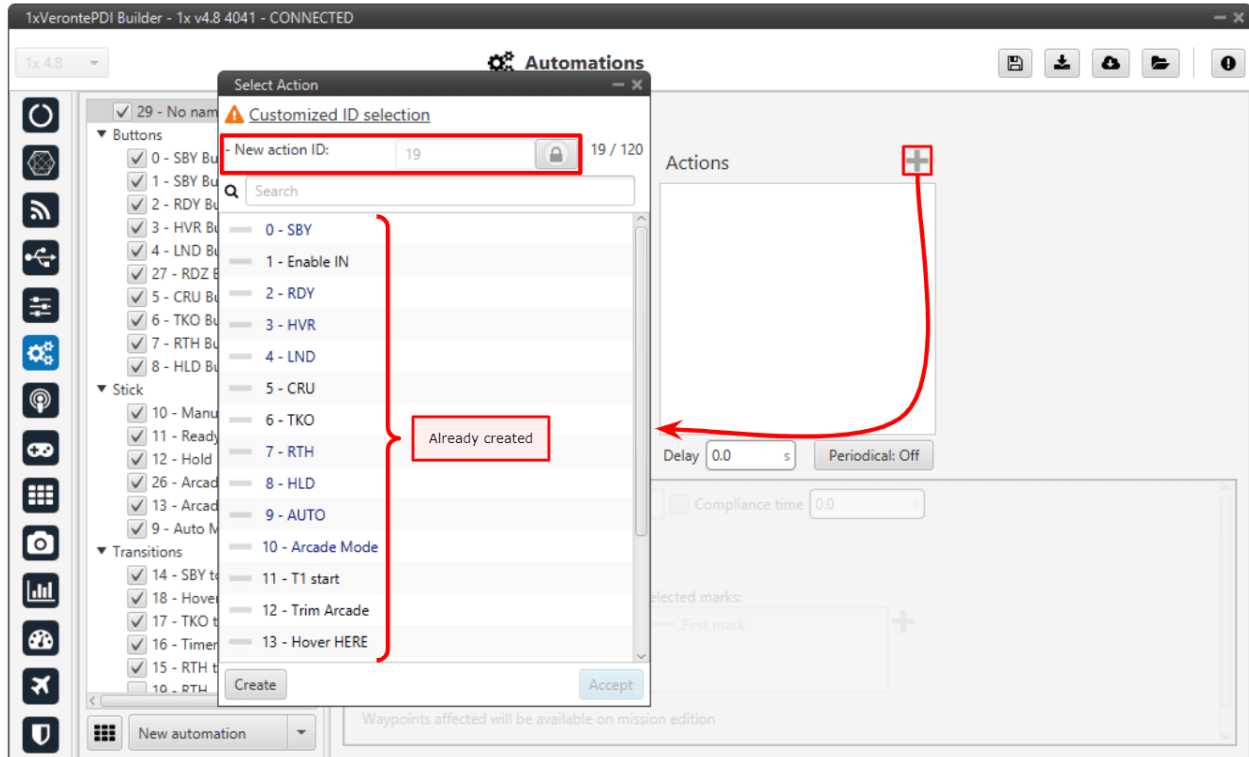 1xVerontePDI Builder - 1x v4.8 4041 - CONNECTED
1x 4.8
Automations
Select Action
Customized ID selection
- New action ID:
19
19 / 120
Search
0 - SBY
1 - Enable IN
2 - RDY
3 - HVR
4 - LND
5 - CRU
6 - TKO
7 - RTH
8 - HLD
9 - AUTO
10 - Arcade Mode
11 - T1 start
12 - Trim Arcade
13 - Hover HERE
Already created
Create
Accept
29 - No nam
Buttons
0 - SBY Bu
1 - SBY Bu
2 - RDY Bu
3 - HVR Bu
4 - LND Bu
27 - RDZ B
5 - CRU Bu
6 - TKO Bu
7 - RTH Bu
8 - HLD Bu
Stick
10 - Manu
11 - Ready
12 - Hold
26 - Arcad
13 - Arcad
9 - Auto M
Transitions
14 - SBY to
18 - Hover
17 - TKO t
16 - Timer
15 - RTH t
19 - RTH
New automation
Actions
Delay
0.0
s
Periodical: Off
Compliance time
0.0
s
elected marks:
First mark
Waypoints affected will be available on mission edition